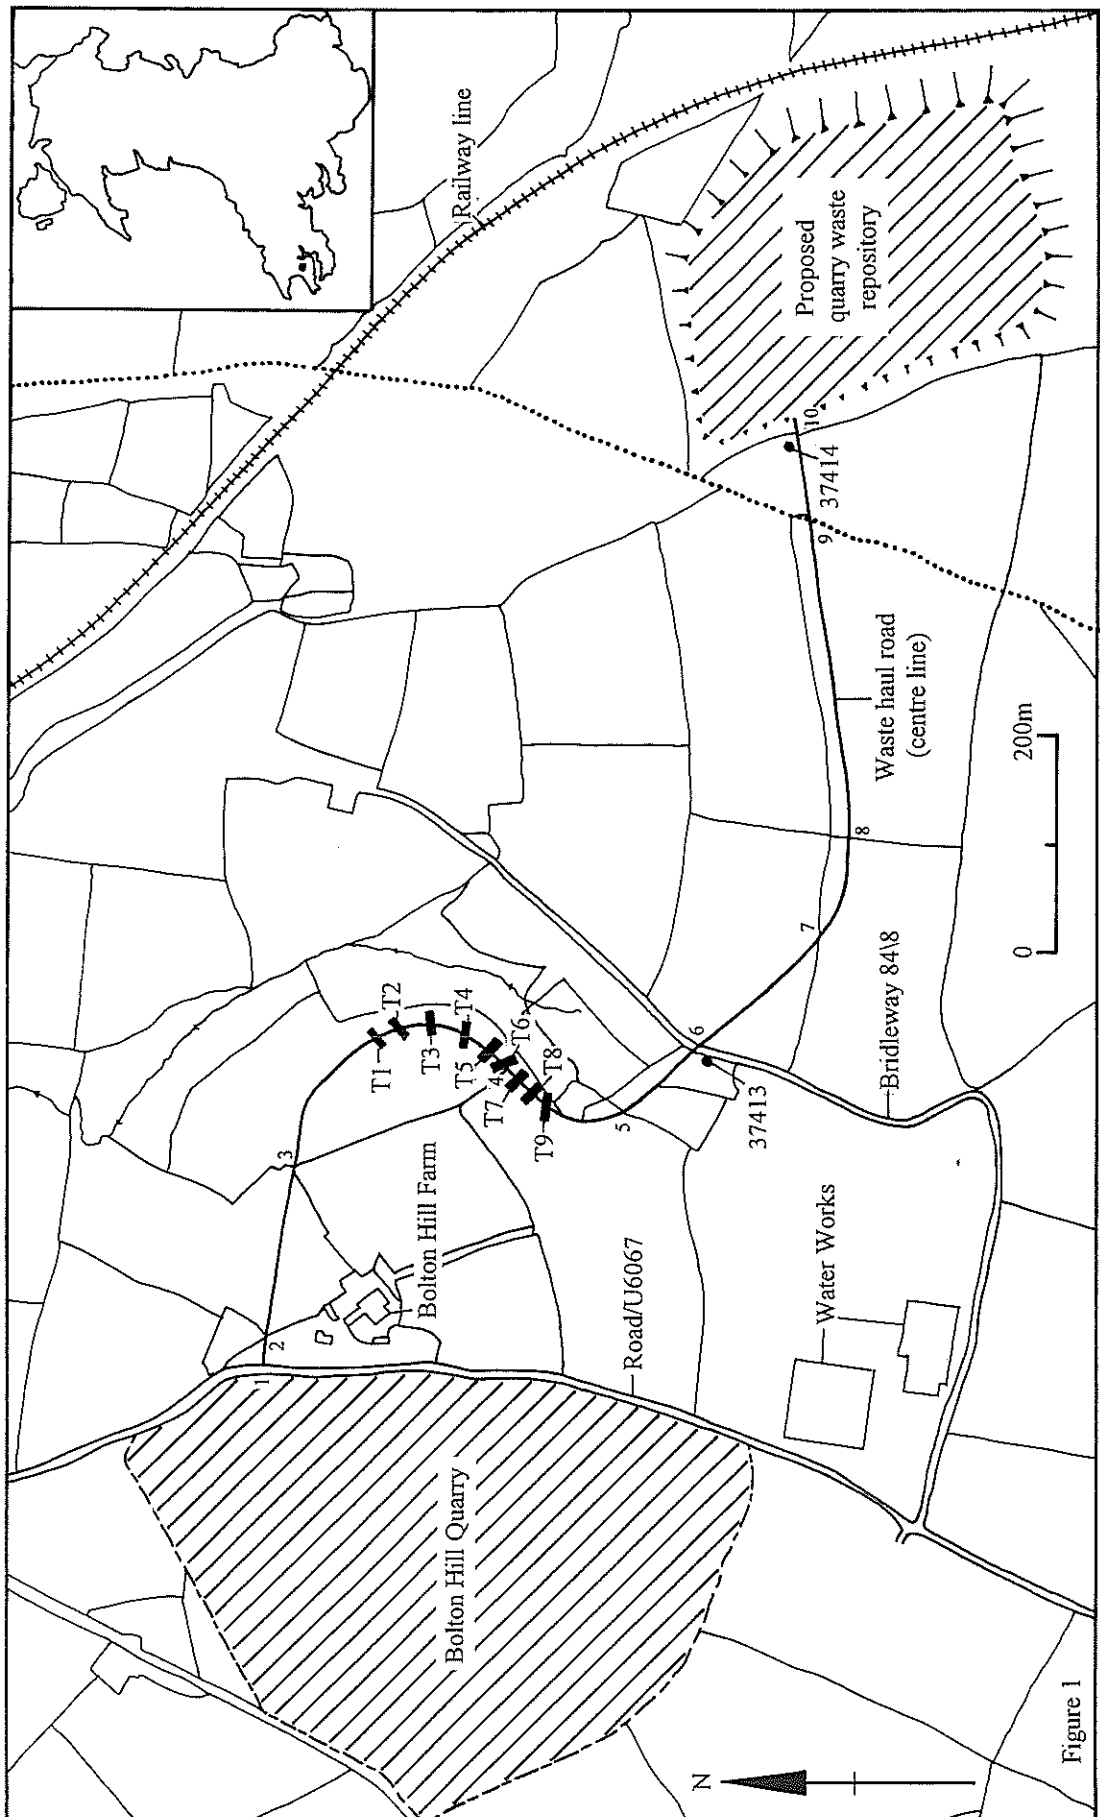 Railway line
Proposed
quarry waste
repository
10
37414
9
Waste haul road
(centre line)
200m
0
8
7
Bridleway 84\8
6
37413
5
T1
T2
T3
T4
T5
T6
4
T7
T8
T9
3
2
1
Bolton Hill Farm
Road/U6067
Water Works
Bolton Hill Quarry
N
Figure 1